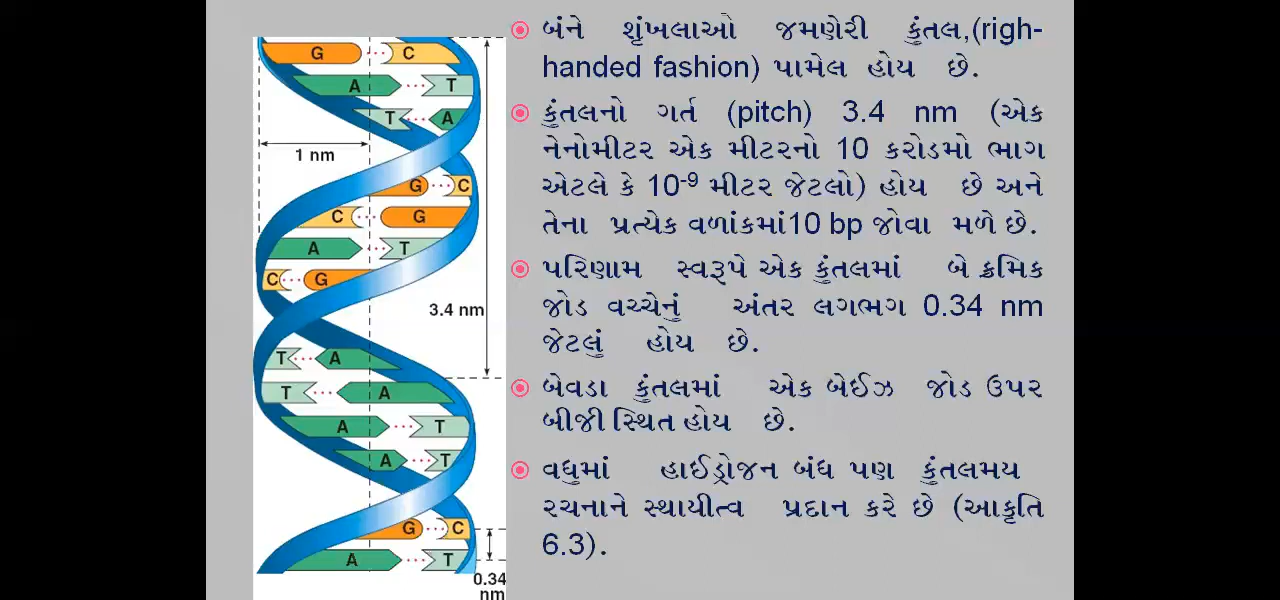 G C
A T
T A
1 nm
G C
C G
A T
C G
3.4 nm
T A
T A
A T
A T
G C
A T
0.34
nm
બંને શૃંખલાઓ જમણેરી કુંતલ,(righ-
handed fashion) પામેલ હોય છે.
કુંતલનો ગર્ત (pitch) 3.4 nm (એક
નેનોમીટર એક મીટરનો 10 કરોડમો ભાગ
એટલે કે 10⁻⁹ મીટર જેટલો) હોય છે અને
તેના પ્રત્યેક વળાંકમાં10 bp જોવા મળે છે.
પરિણામ સ્વરૂપે એક કુંતલમાં બે ક્રમિક
જોડ વચ્ચેનું અંતર લગભગ 0.34 nm
જેટલું હોય છે.
બેવડા કુંતલમાં એક બેઈઝ જોડ ઉપર
બીજી સ્થિત હોય છે.
વધુમાં હાઈડ્રોજન બંધ પણ કુંતલમય
રચનાને સ્થાયીત્વ પ્રદાન કરે છે (આકૃતિ
6.3).